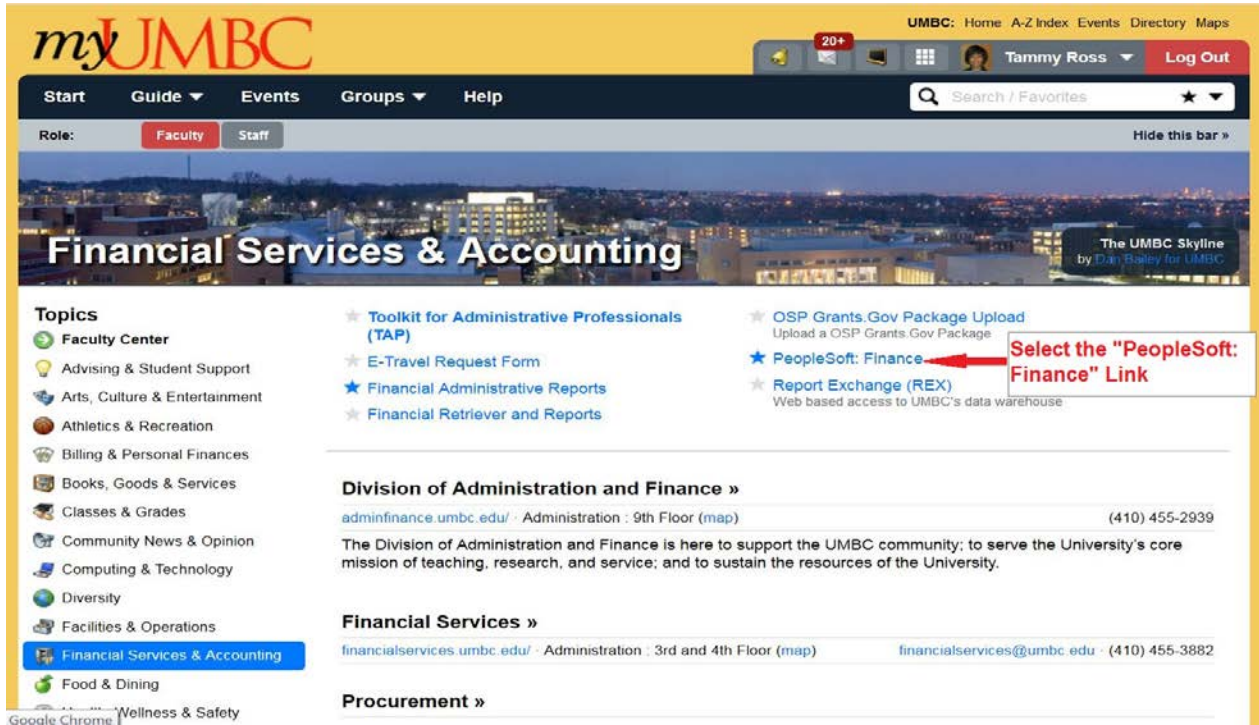 UMBC: Home A-Z Index Events Directory Maps
myUMBC
20+
Tammy Ross
Log Out
Start Guide Events Groups Help
Search / Favorites
Role: Faculty Staff
Hide this bar »
Financial Services & Accounting
The UMBC Skyline
by Dan Bailey for UMBC
Topics
Faculty Center
Advising & Student Support
Arts, Culture & Entertainment
Athletics & Recreation
Billing & Personal Finances
Books, Goods & Services
Classes & Grades
Community News & Opinion
Computing & Technology
Diversity
Facilities & Operations
Financial Services & Accounting
Food & Dining
Wellness & Safety
Google Chrome
Toolkit for Administrative Professionals
(TAP)
E-Travel Request Form
Financial Administrative Reports
Financial Retriever and Reports
OSP Grants.Gov Package Upload
Upload a OSP Grants.Gov Package
PeopleSoft: Finance
Report Exchange (REX)
Web based access to UMBC's data warehouse
Select the "PeopleSoft:
Finance" Link
Division of Administration and Finance »
adminfinance.umbc.edu/ · Administration : 9th Floor (map) (410) 455-2939
The Division of Administration and Finance is here to support the UMBC community; to serve the University's core
mission of teaching, research, and service; and to sustain the resources of the University.
Financial Services »
financialservices.umbc.edu/ · Administration : 3rd and 4th Floor (map) financialservices@umbc.edu · (410) 455-3882
Procurement »